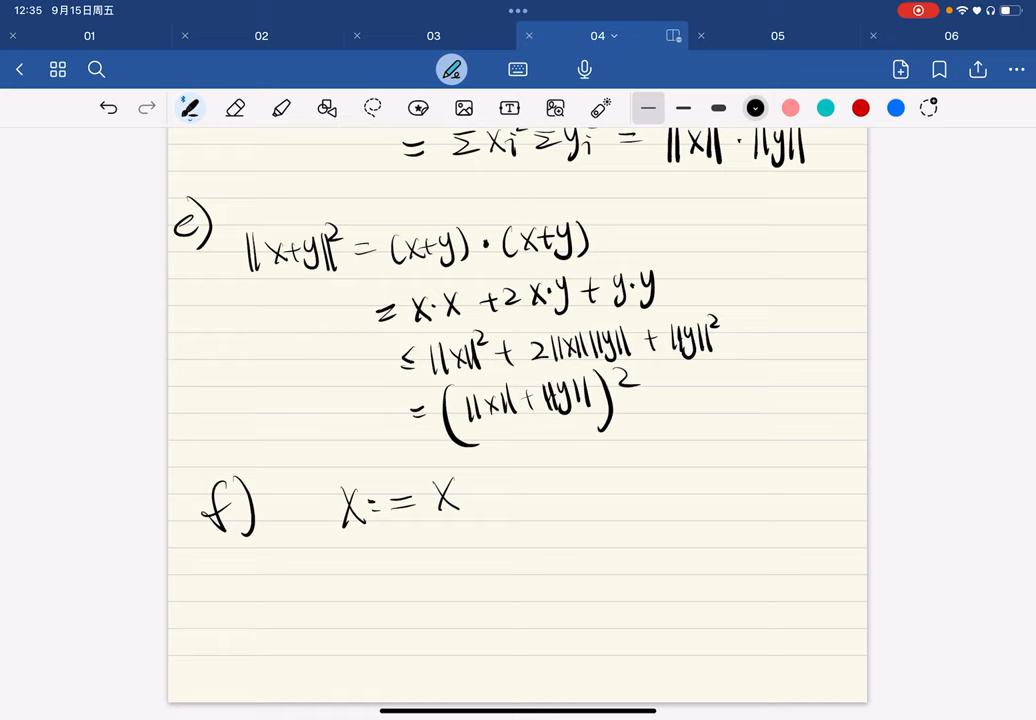 12:35 9月15日周五
01 02 03 04 05 06
= Σxi² Σyi² = ||x|| · ||y||
e)
||x+y||² = (x+y) · (x+y)
= x·x + 2x·y + y·y
≤ ||x||² + 2||x||||y|| + ||y||²
= (||x|| + ||y||)²
f) x := x